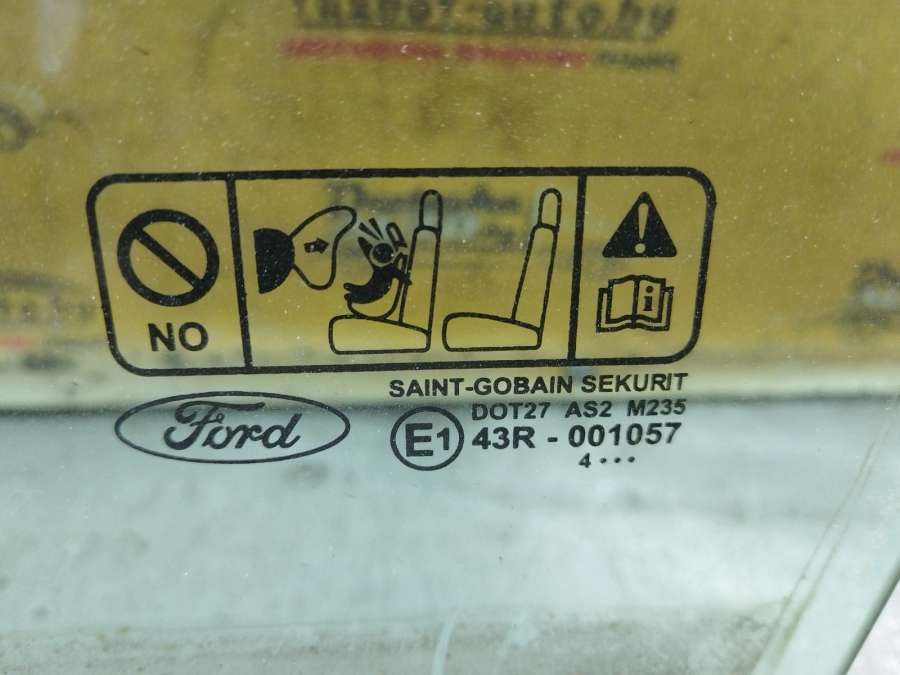 NO
i
SAINT-GOBAIN SEKURIT
Ford
DOT27 AS2 M235
E1 43R - 001057
4 •••